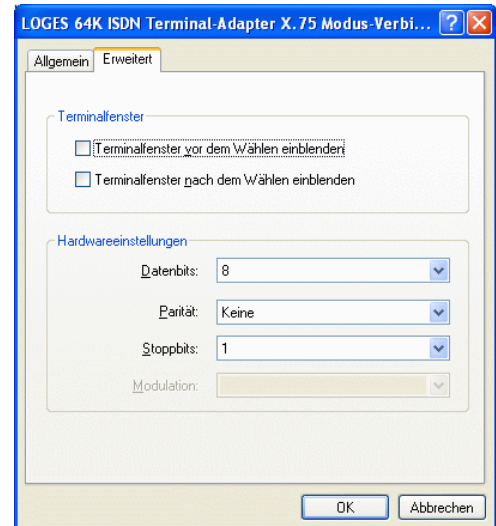 LOGES 64K ISDN Terminal-Adapter X.75 Modus-Verbi...
Allgemein Erweitert
Terminalfenster
Terminalfenster vor dem Wählen einblenden
Terminalfenster nach dem Wählen einblenden
Hardwareeinstellungen
Datenbits: 8
Parität: Keine
Stoppbits: 1
Modulation:
OK Abbrechen